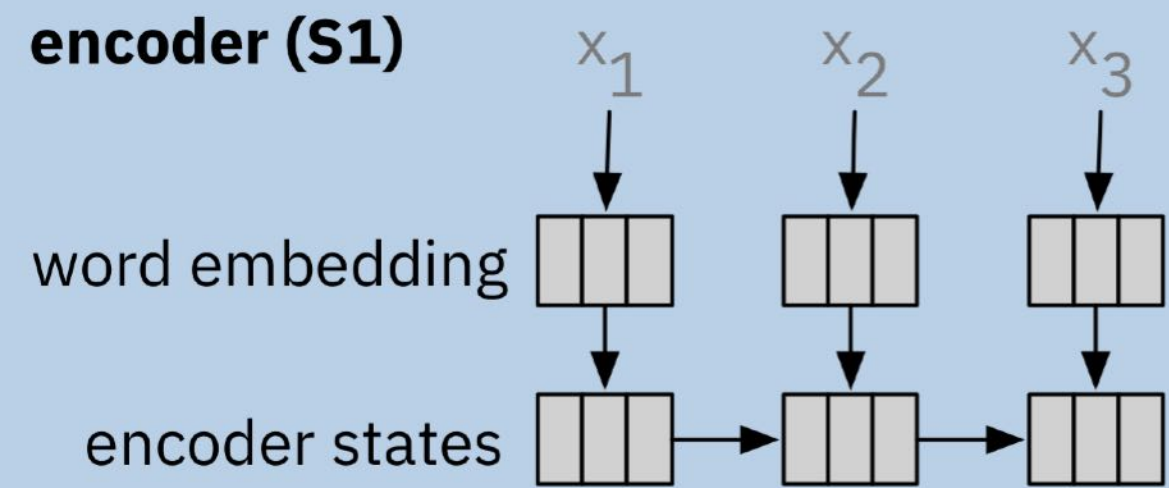 encoder (S1)
x1 x2 x3
word embedding
encoder states